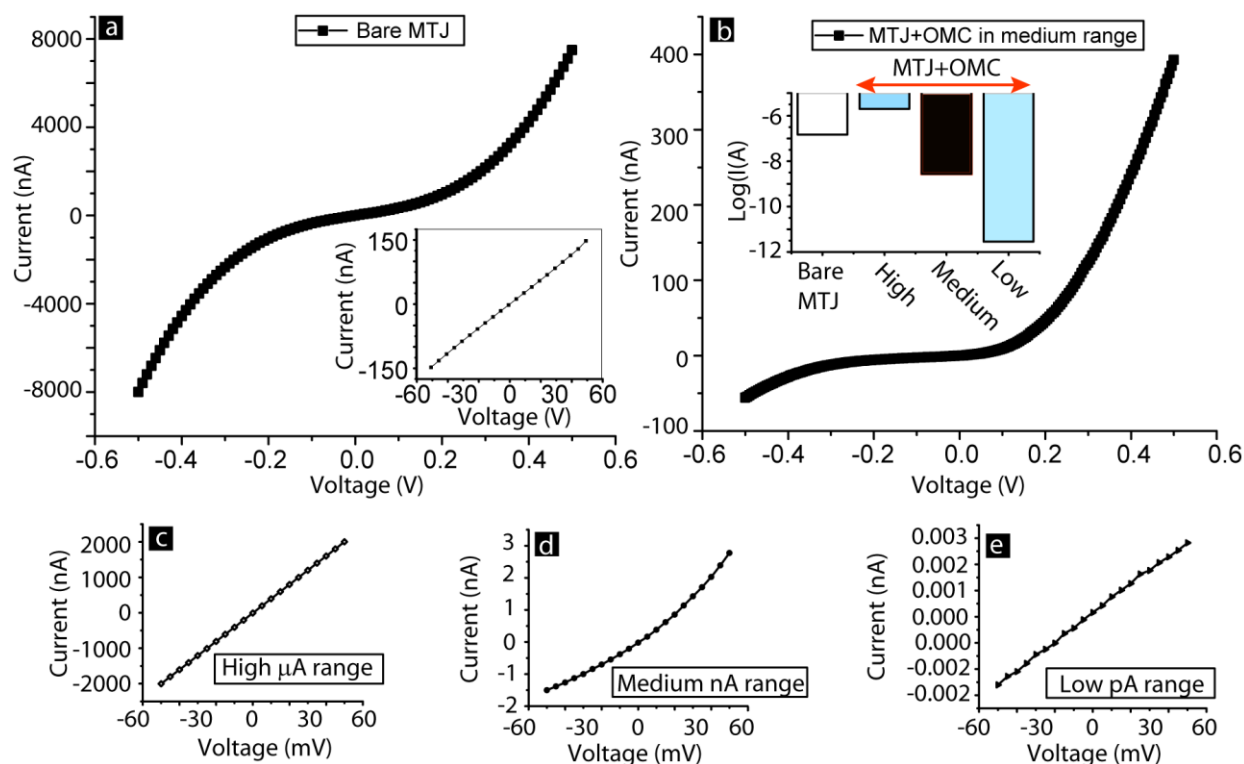 a
Bare MTJ
8000
4000
0
-4000
-8000
Current (nA)
-0.6 -0.4 -0.2 0.0 0.2 0.4 0.6
Voltage (V)
150
0
-150
Current (nA)
-60 -30 0 30 60
Voltage (V)
b
MTJ+OMC in medium range
400
300
200
100
0
-100
Current (nA)
-0.6 -0.4 -0.2 0.0 0.2 0.4 0.6
Voltage (V)
MTJ+OMC
-6
-8
-10
-12
Log(I(A)
Bare
MTJ
High
Medium
Low
c
2000
1000
0
-1000
-2000
Current (nA)
High μA range
-60 -30 0 30 60
Voltage (mV)
d
3
2
1
0
-1
-2
Current (nA)
Medium nA range
-60 -30 0 30 60
Voltage (mV)
e
0.003
0.002
0.002
0.000
0.000
-0.002
-0.002
Current (nA)
Low pA range
-60 -30 0 30 60
Voltage (mV)